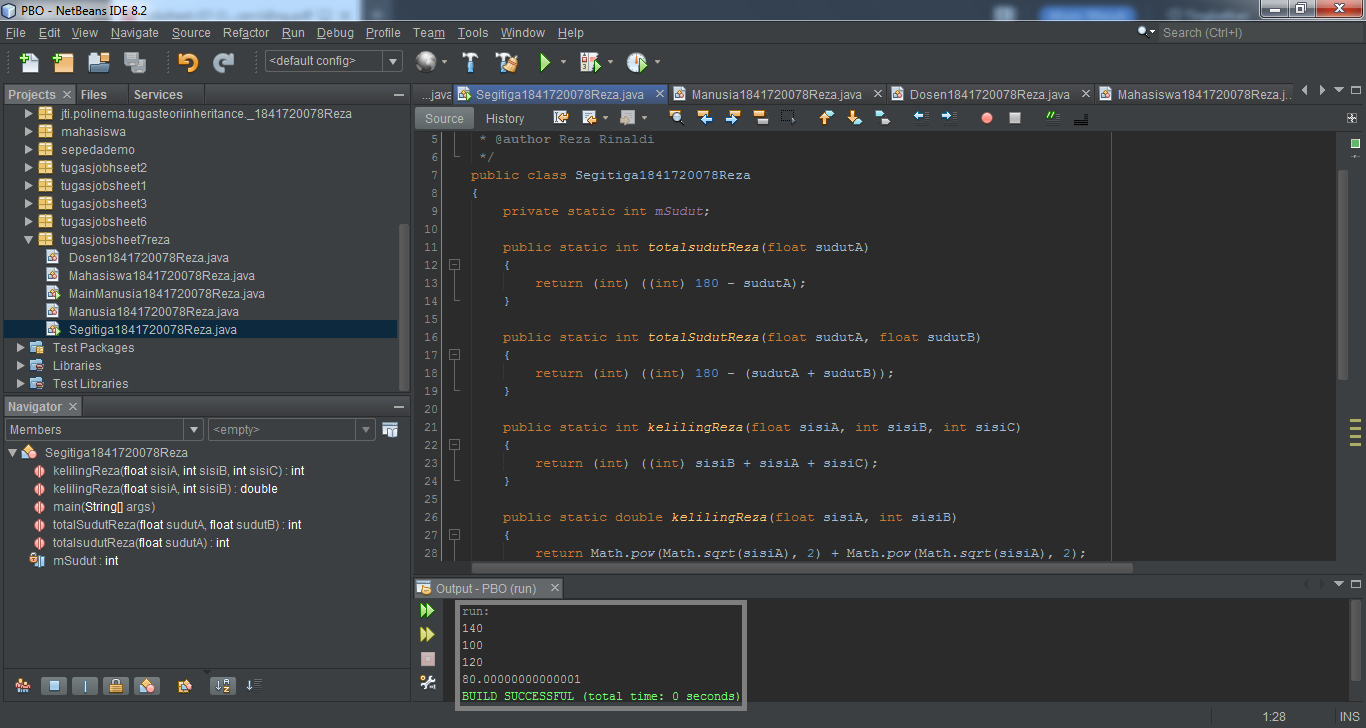 PBO - NetBeans IDE 8.2
File Edit View Navigate Source Refactor Run Debug Profile Team Tools Window Help
Search (Ctrl+I)
<default config>
Projects Files Services
jti.polinema.tugasteoriinheritance._1841720078Reza
mahasiswa
sepedademo
tugasjobhseet2
tugasjobsheet1
tugasjobsheet3
tugasjobsheet6
tugasjobsheet7reza
Dosen1841720078Reza.java
Mahasiswa1841720078Reza.java
MainManusia1841720078Reza.java
Manusia1841720078Reza.java
Segitiga1841720078Reza.java
Test Packages
Libraries
Test Libraries
Navigator
Members <empty>
Segitiga1841720078Reza
kelilingReza(float sisiA, int sisiB, int sisiC) : int
kelilingReza(float sisiA, int sisiB) : double
main(String[] args)
totalSudutReza(float sudutA, float sudutB) : int
totalsudutReza(float sudutA) : int
mSudut : int
...java Segitiga1841720078Reza.java Manusia1841720078Reza.java Dosen1841720078Reza.java Mahasiswa1841720078Reza.j...
Source History
5 * @author Reza Rinaldi
6 */
7 public class Segitiga1841720078Reza
8 {
9 private static int mSudut;
10
11 public static int totalsudutReza(float sudutA)
12 {
13 return (int) ((int) 180 - sudutA);
14 }
15
16 public static int totalSudutReza(float sudutA, float sudutB)
17 {
18 return (int) ((int) 180 - (sudutA + sudutB));
19 }
20
21 public static int kelilingReza(float sisiA, int sisiB, int sisiC)
22 {
23 return (int) ((int) sisiB + sisiA + sisiC);
24 }
25
26 public static double kelilingReza(float sisiA, int sisiB)
27 {
28 return Math.pow(Math.sqrt(sisiA), 2) + Math.pow(Math.sqrt(sisiA), 2);
Output - PBO (run)
run:
140
100
120
80.00000000000001
BUILD SUCCESSFUL (total time: 0 seconds)
1:28 INS